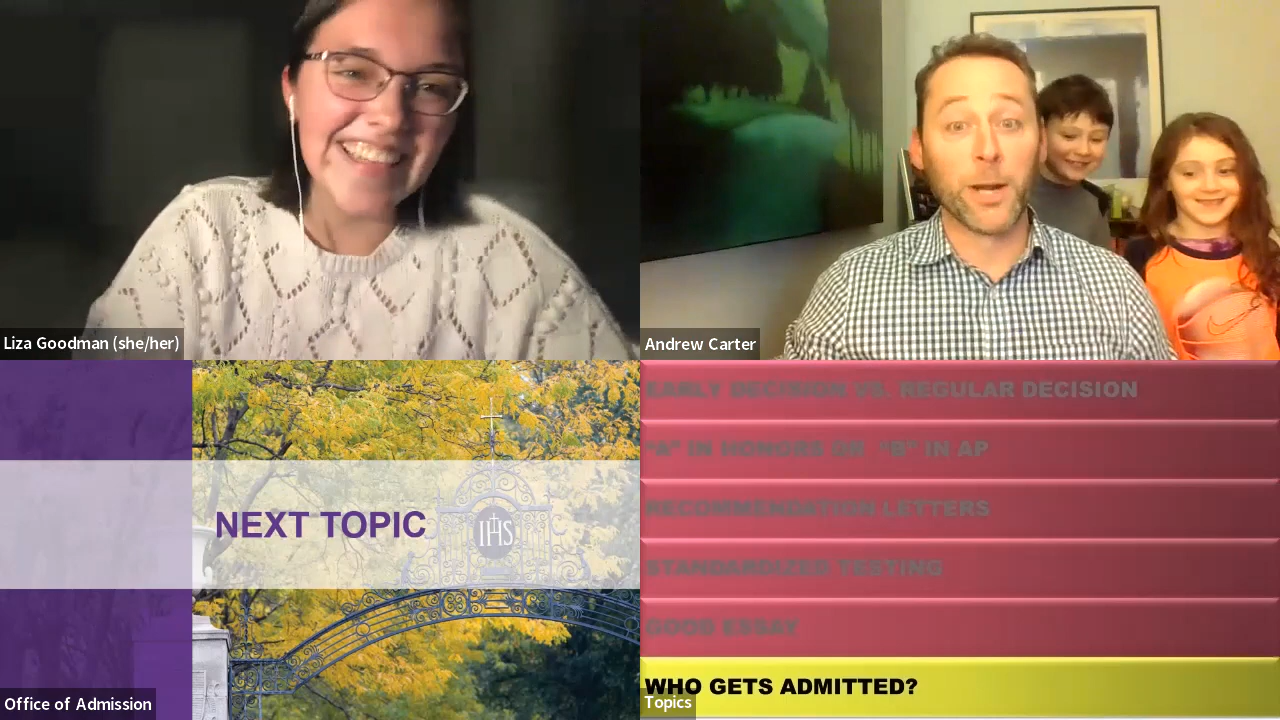 Liza Goodman (she/her)
Andrew Carter
EARLY DECISION VS. REGULAR DECISION
"A" IN HONORS OR "B" IN AP
RECOMMENDATION LETTERS
STANDARDIZED TESTING
GOOD ESSAY
WHO GETS ADMITTED?
Topics
NEXT TOPIC
IHS
Office of Admission